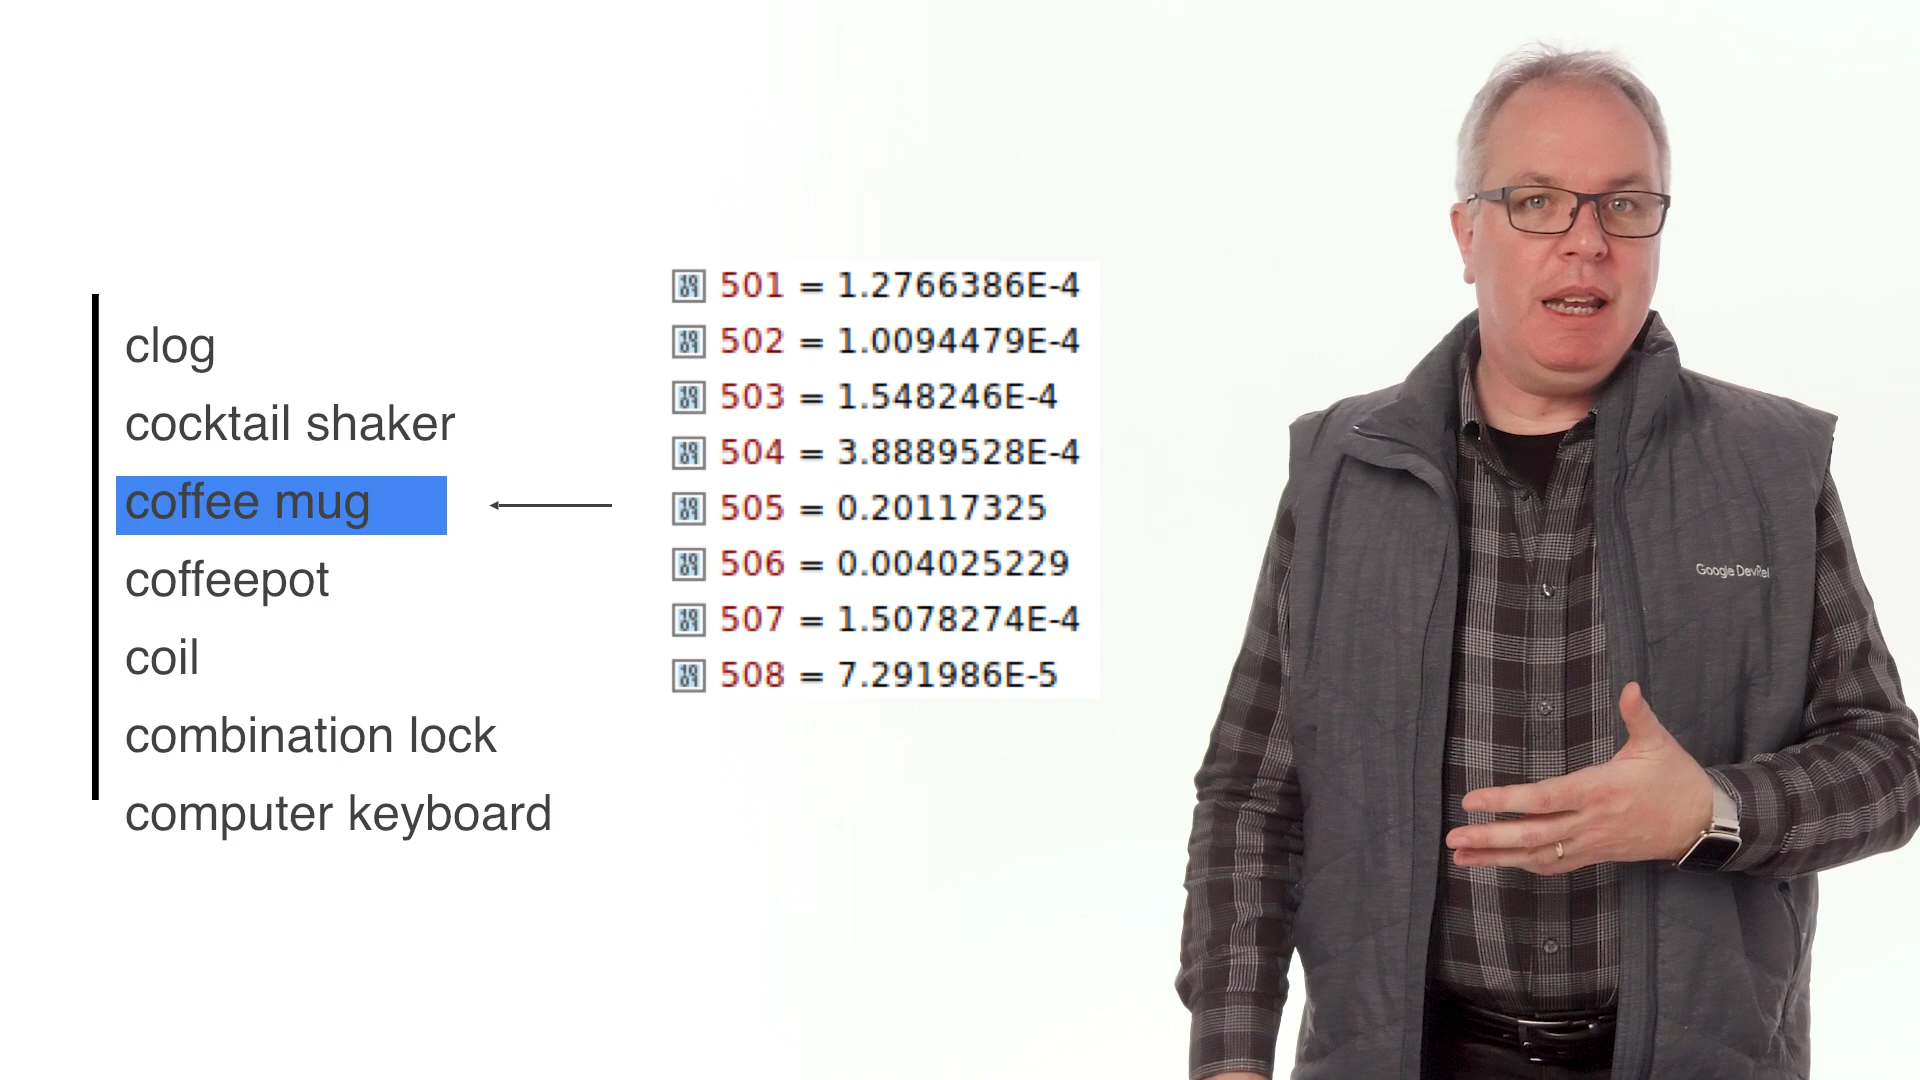 clog
cocktail shaker
coffee mug
coffeepot
coil
combination lock
computer keyboard
501 = 1.2766386E-4
502 = 1.0094479E-4
503 = 1.548246E-4
504 = 3.8889528E-4
505 = 0.20117325
506 = 0.004025229
507 = 1.5078274E-4
508 = 7.291986E-5
Google DevRel